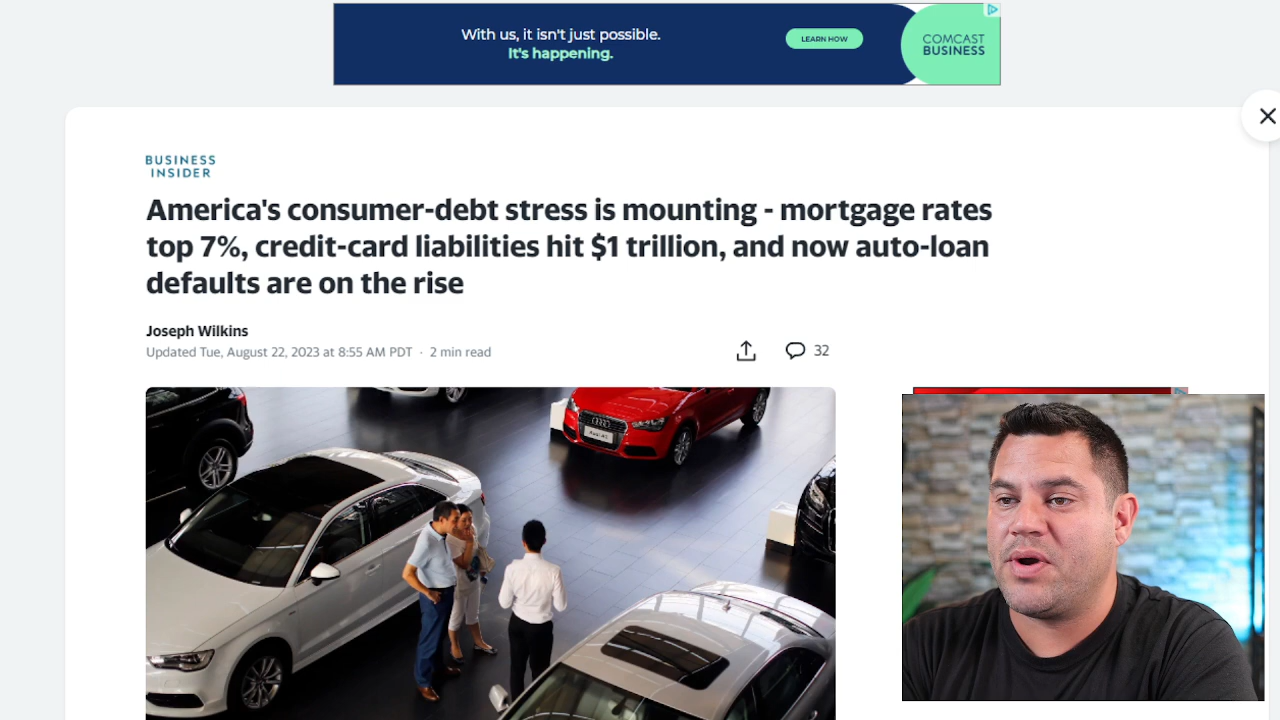 With us, it isn't just possible.
It's happening.
LEARN HOW
COMCAST
BUSINESS
BUSINESS
INSIDER
America's consumer-debt stress is mounting - mortgage rates
top 7%, credit-card liabilities hit $1 trillion, and now auto-loan
defaults are on the rise
Joseph Wilkins
Updated Tue, August 22, 2023 at 8:55 AM PDT · 2 min read
32
Audi A1